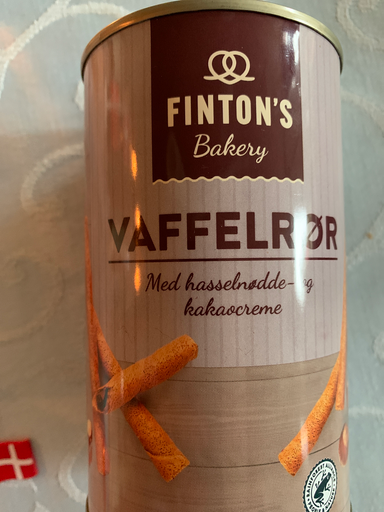 FINTON'S
Bakery
VAFFELRØR
Med hasselnødde- og
kakaocreme